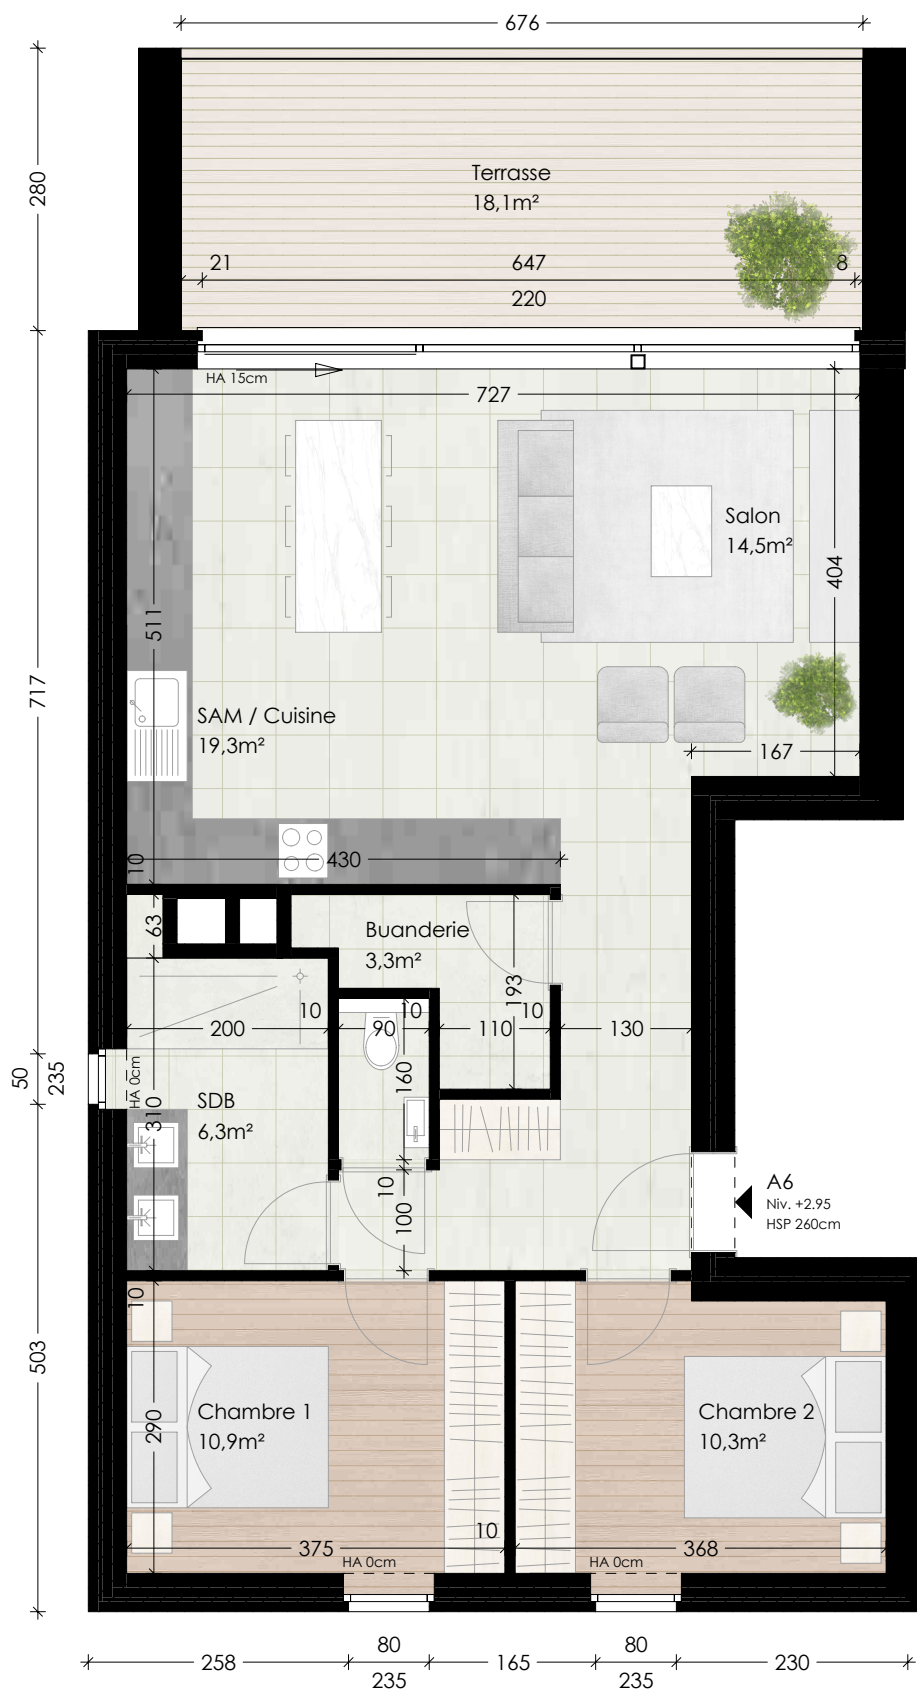 676
280
Terrasse
18,1m²
21
647
8
220
HA 15cm
727
Salon
14,5m²
404
511
717
SAM / Cuisine
19,3m²
167
10
430
63
Buanderie
3,3m²
193
10
10
10
200
90
110
130
50
235
HA 0cm
160
SDB
6,3m²
310
A6
Niv. +2.95
HSP 260cm
10
100
10
503
Chambre 1
10,9m²
290
Chambre 2
10,3m²
10
375
HA 0cm
HA 0cm
368
258
80
235
165
80
235
230